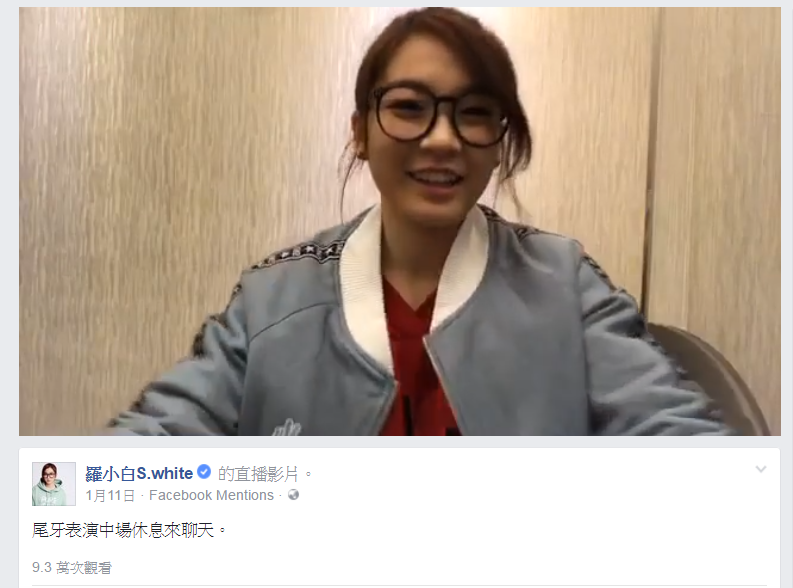 羅小白S.white 的直播影片。
1月11日 · Facebook Mentions ·
尾牙表演中場休息來聊天。
9.3 萬次觀看